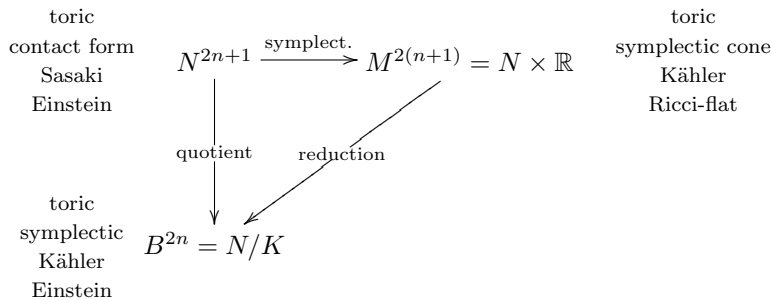 toric
contact form
Sasaki
Einstein
N^{2n+1}
symplect.
M^{2(n+1)} = N × ℝ
toric
symplectic cone
Kähler
Ricci-flat
quotient
reduction
toric
symplectic
Kähler
Einstein
B^{2n} = N/K